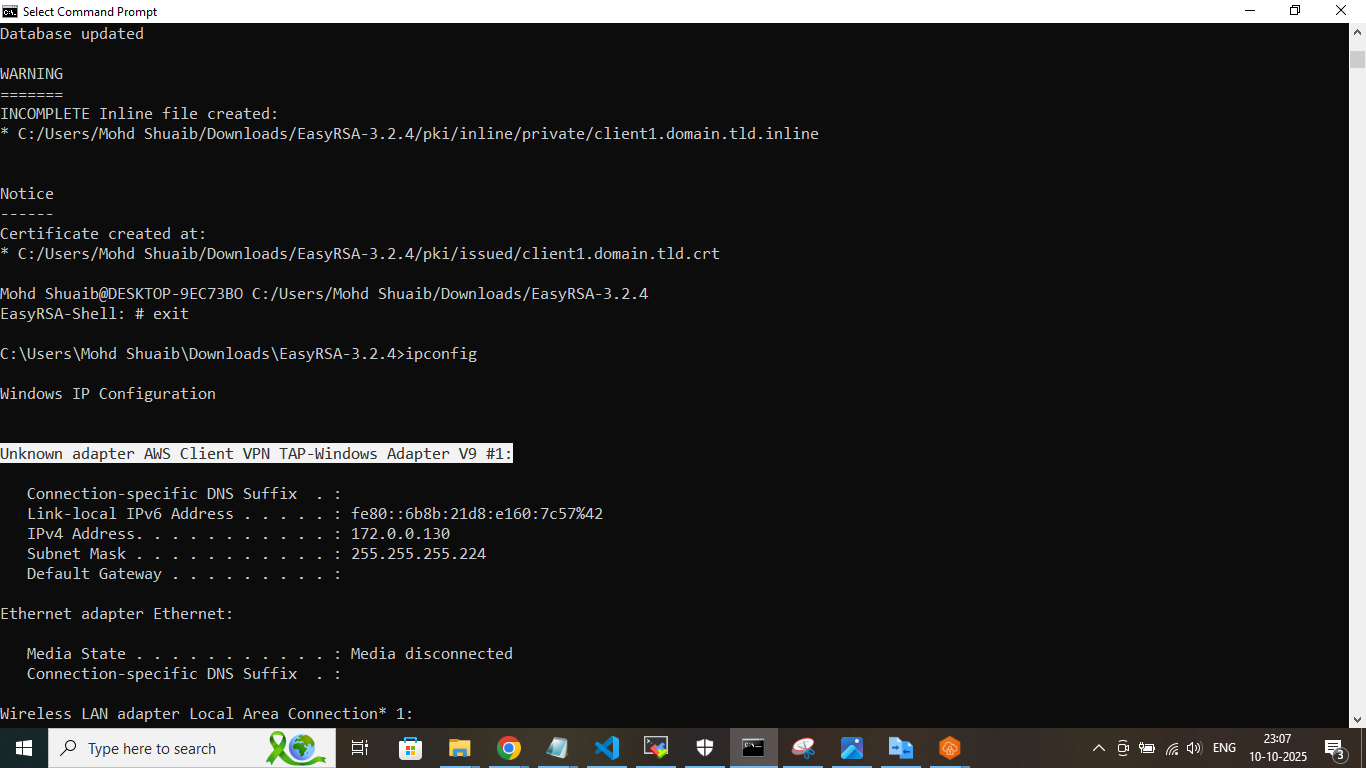 Select Command Prompt
Database updated
WARNING
=======
INCOMPLETE Inline file created:
* C:/Users/Mohd Shuaib/Downloads/EasyRSA-3.2.4/pki/inline/private/client1.domain.tld.inline
Notice
------
Certificate created at:
* C:/Users/Mohd Shuaib/Downloads/EasyRSA-3.2.4/pki/issued/client1.domain.tld.crt
Mohd Shuaib@DESKTOP-9EC73BO C:/Users/Mohd Shuaib/Downloads/EasyRSA-3.2.4
EasyRSA-Shell: # exit
C:\Users\Mohd Shuaib\Downloads\EasyRSA-3.2.4>ipconfig
Windows IP Configuration
Unknown adapter AWS Client VPN TAP-Windows Adapter V9 #1:
Connection-specific DNS Suffix  . :
Link-local IPv6 Address . . . . . : fe80::6b8b:21d8:e160:7c57%42
IPv4 Address. . . . . . . . . . . : 172.0.0.130
Subnet Mask . . . . . . . . . . . : 255.255.255.224
Default Gateway . . . . . . . . . :
Ethernet adapter Ethernet:
Media State . . . . . . . . . . . : Media disconnected
Connection-specific DNS Suffix  . :
Wireless LAN adapter Local Area Connection* 1:
Type here to search
ENG
23:07
10-10-2025
3